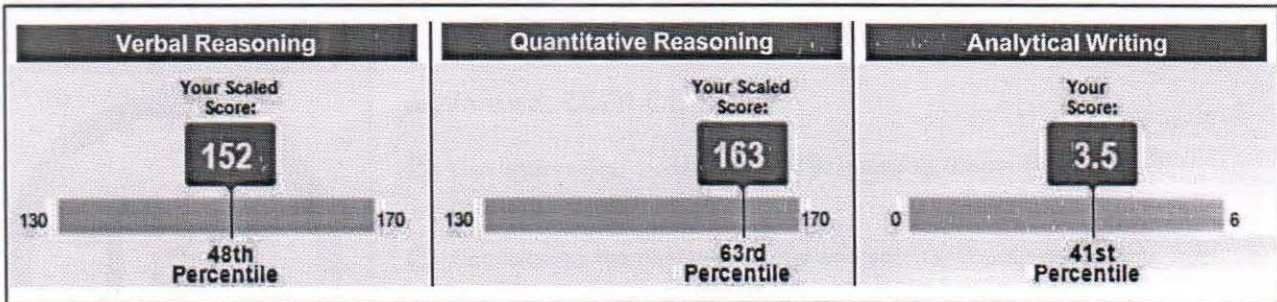 Verbal Reasoning
Your Scaled
Score:
152
130
170
48th
Percentile
Quantitative Reasoning
Your Scaled
Score:
163
130
170
63rd
Percentile
Analytical Writing
Your
Score:
3.5
0
6
41st
Percentile